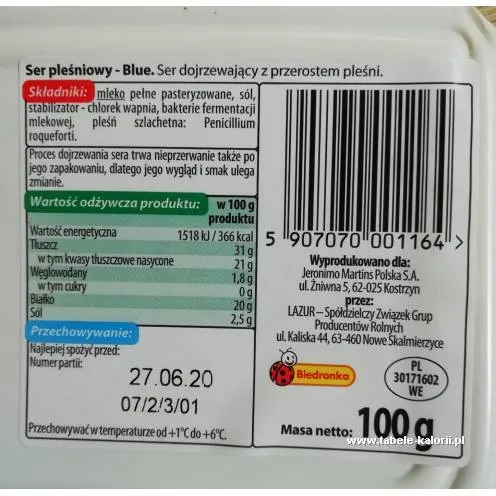 Ser pleśniowy - Blue. Ser dojrzewający z przerostem pleśni.
Składniki: mleko pełne pasteryzowane, sól,
stabilizator - chlorek wapnia, bakterie fermentacji
mlekowej, pleśń szlachetna: Penicillium
roqueforti.
Proces dojrzewania sera trwa nieprzerwanie także po
jego zapakowaniu, dlatego jego wygląd i smak ulega
zmianie.
Wartość odżywcza produktu: w 100 g
produktu
Wartość energetyczna 1518 kJ / 366 kcal
Tłuszcz 31 g
w tym kwasy tłuszczowe nasycone 21 g
Węglowodany 1,8 g
w tym cukry 0 g
Białko 20 g
Sól 2,5 g
Przechowywanie:
Najlepiej spożyć przed:
Numer partii:
27.06.20
07/2/3/01
Przechowywać w temperaturze od +1°C do +6°C.
5 907070 001164 >
Wyprodukowano dla:
Jeronimo Martins Polska S.A.
ul. Żniwna 5, 62-025 Kostrzyn
przez:
LAZUR – Spółdzielczy Związek Grup
Producentów Rolnych
ul. Kaliska 44, 63-460 Nowe Skalmierzyce
Biedronka
PL
30171602
WE
Masa netto: 100 g
www.tabele-kalorii.pl